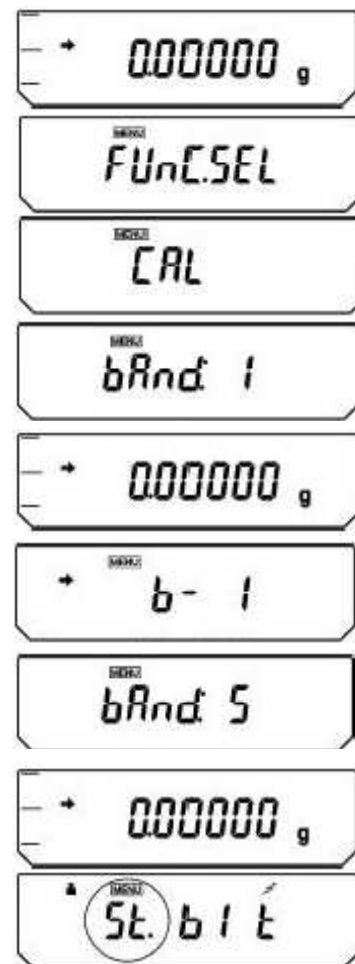 0.00000 g
MENU
FUnC.SEL
MENU
CAL
MENU
bAnd: 1
0.00000 g
MENU
b- 1
MENU
bAnd: 5
0.00000 g
MENU
St. b1 t